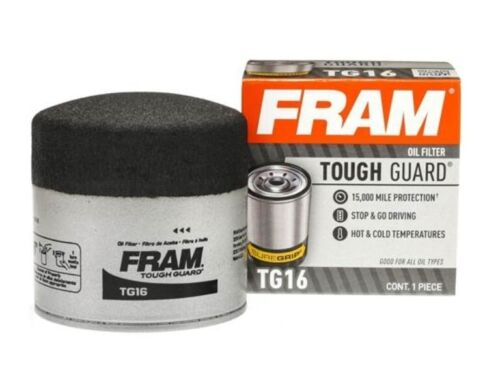 TG16
FRAM
OIL FILTER
TOUGH GUARD®
15,000 MILE PROTECTION†
STOP & GO DRIVING
HOT & COLD TEMPERATURES
GOOD FOR ALL OIL TYPES
SUREGRIP®
TG16
CONT. 1 PIECE
Oil Filter - Filtro de Aceite - Filtre à huile
FRAM
TOUGH GUARD®
TG16